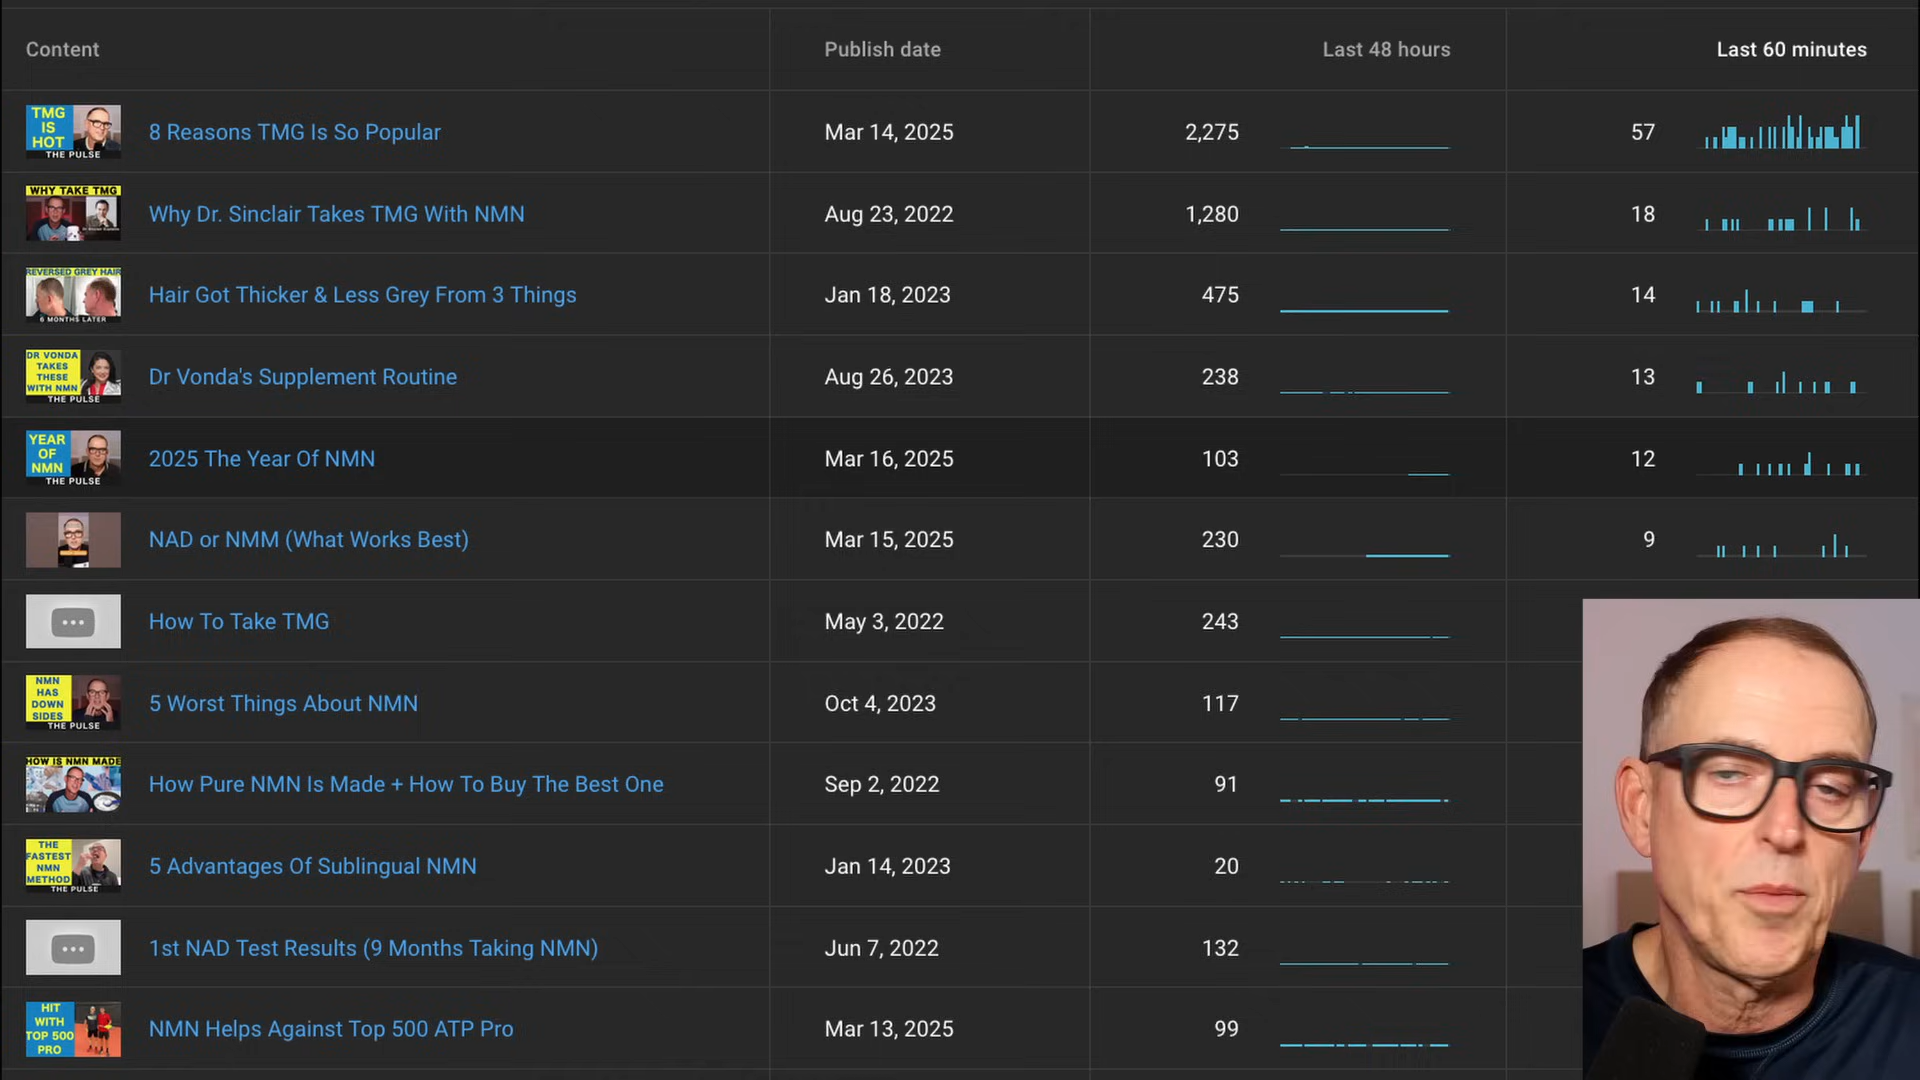 Content Publish date Last 48 hours Last 60 minutes
TMG
IS
HOT
THE PULSE
8 Reasons TMG Is So Popular Mar 14, 2025 2,275 57
WHY TAKE TMG
Why Dr. Sinclair Takes TMG With NMN Aug 23, 2022 1,280 18
REVERSED GREY HAIR
6 MONTHS LATER
Hair Got Thicker & Less Grey From 3 Things Jan 18, 2023 475 14
DR VONDA
TAKES
THESE
WITH NMN
THE PULSE
Dr Vonda's Supplement Routine Aug 26, 2023 238 13
YEAR
OF
NMN
THE PULSE
2025 The Year Of NMN Mar 16, 2025 103 12
NAD or NMM (What Works Best) Mar 15, 2025 230 9
How To Take TMG May 3, 2022 243
NMN
HAS
DOWN
SIDES
THE PULSE
5 Worst Things About NMN Oct 4, 2023 117
HOW IS NMN MADE
How Pure NMN Is Made + How To Buy The Best One Sep 2, 2022 91
THE
FASTEST
NMN
METHOD
THE PULSE
5 Advantages Of Sublingual NMN Jan 14, 2023 20
1st NAD Test Results (9 Months Taking NMN) Jun 7, 2022 132
HIT
WITH
TOP 500
PRO
NMN Helps Against Top 500 ATP Pro Mar 13, 2025 99